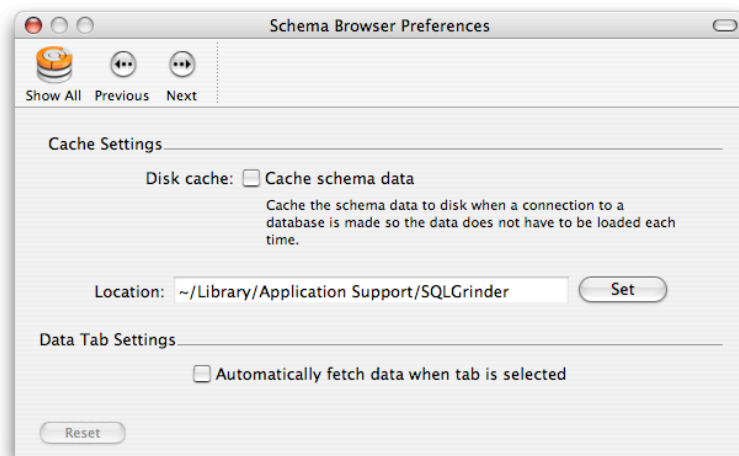 Schema Browser Preferences
Show All Previous Next
Cache Settings
Disk cache: Cache schema data
Cache the schema data to disk when a connection to a
database is made so the data does not have to be loaded each
time.
Location: ~/Library/Application Support/SQLGrinder Set
Data Tab Settings
Automatically fetch data when tab is selected
Reset